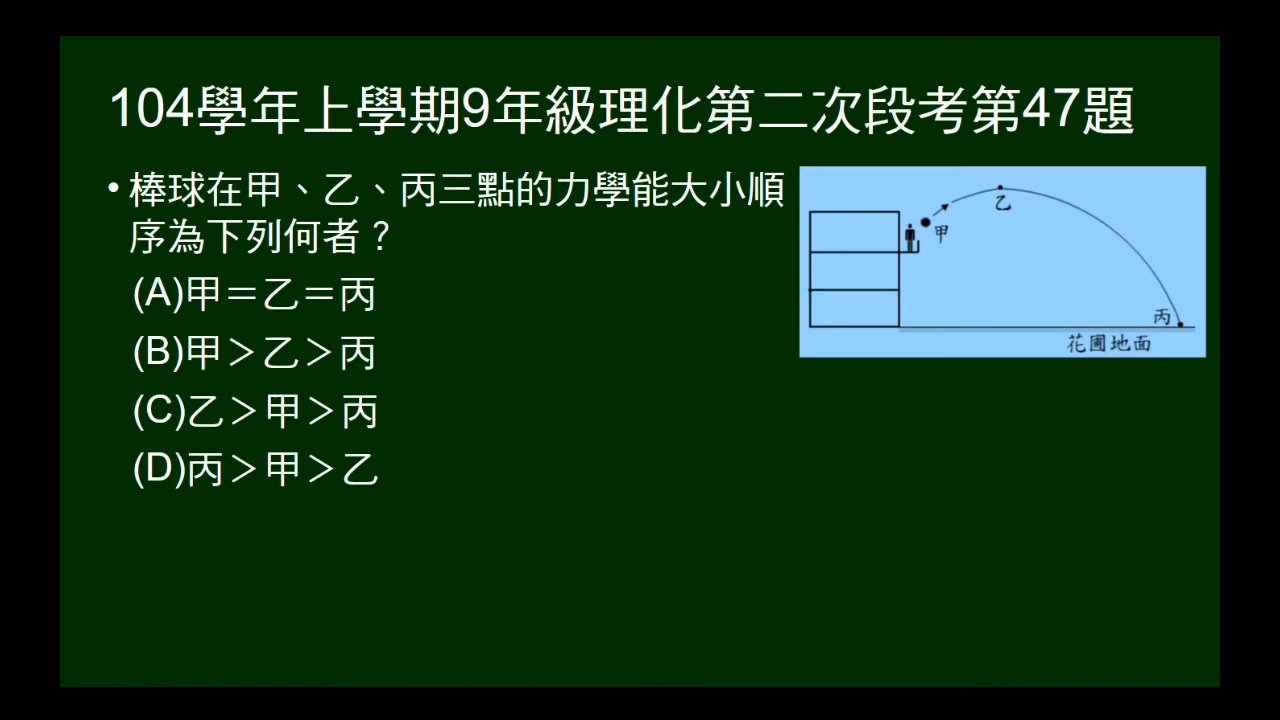 104學年上學期9年級理化第二次段考第47題
• 棒球在甲、乙、丙三點的力學能大小順
序為下列何者？
(A)甲＝乙＝丙
(B)甲＞乙＞丙
(C)乙＞甲＞丙
(D)丙＞甲＞乙
乙
甲
丙
花圃地面